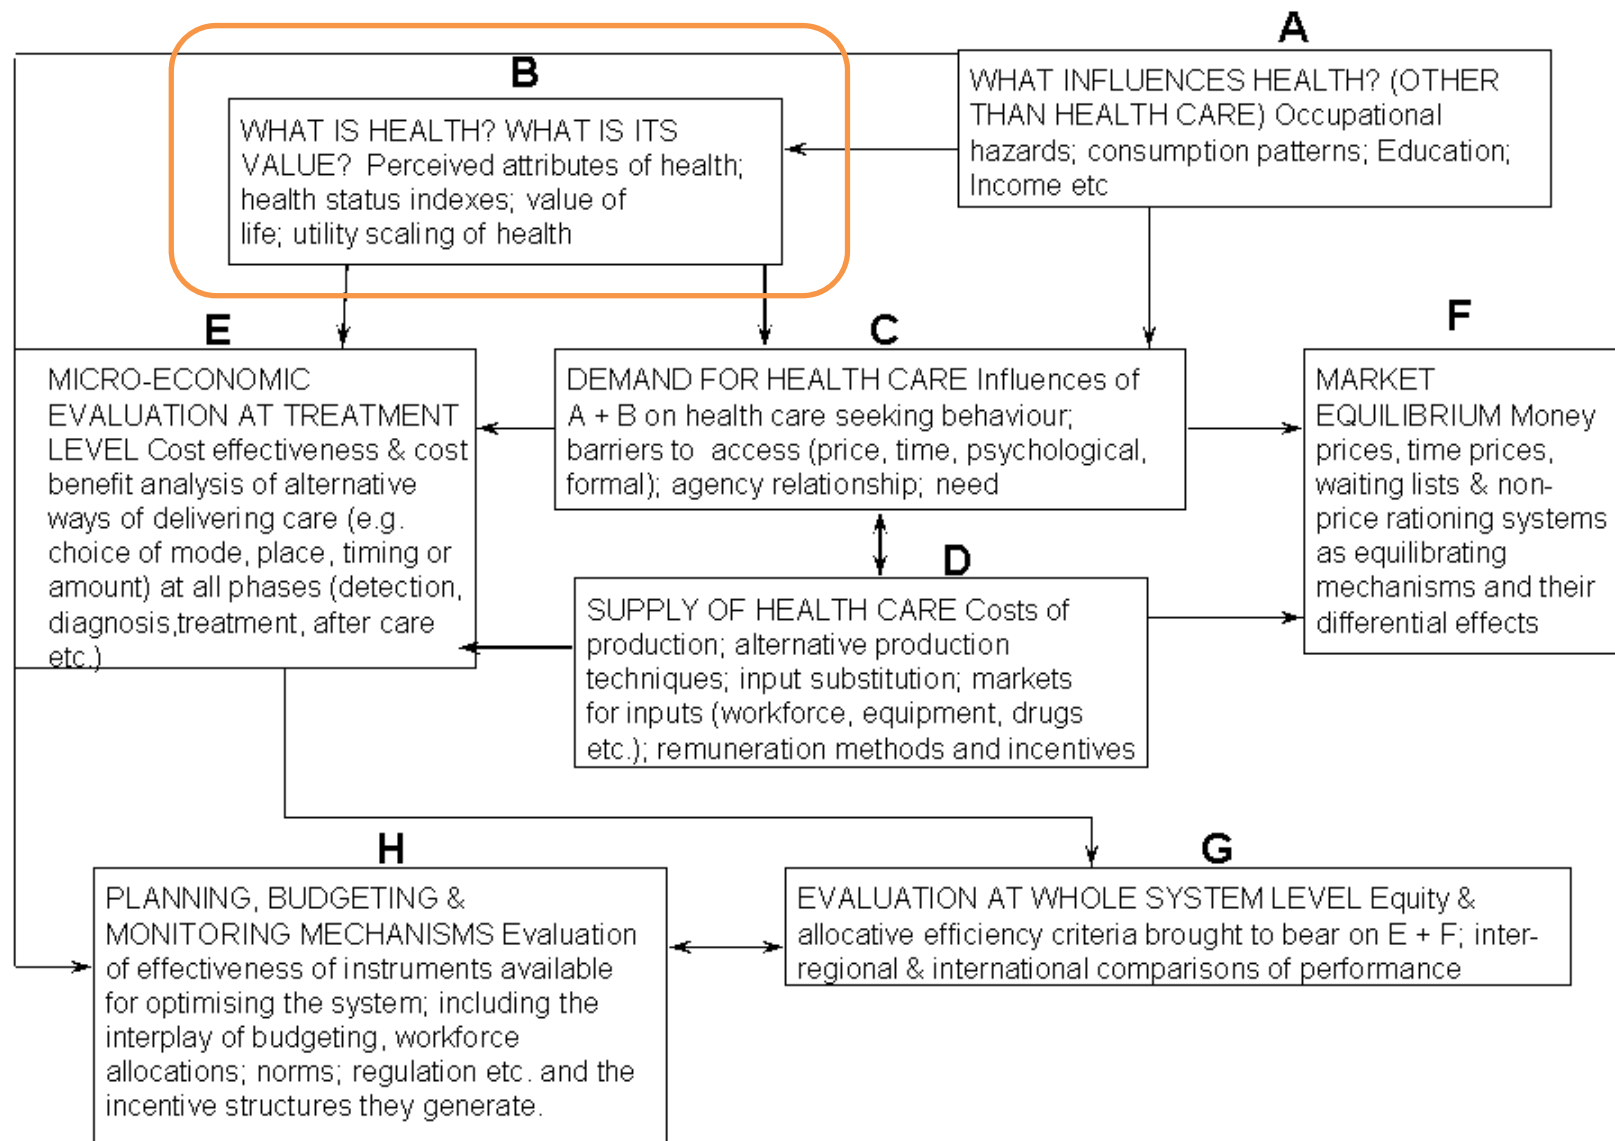 A
WHAT INFLUENCES HEALTH? (OTHER
THAN HEALTH CARE) Occupational
hazards; consumption patterns; Education;
Income etc
B
WHAT IS HEALTH? WHAT IS ITS
VALUE? Perceived attributes of health;
health status indexes; value of
life; utility scaling of health
E
MICRO-ECONOMIC
EVALUATION AT TREATMENT
LEVEL Cost effectiveness & cost
benefit analysis of alternative
ways of delivering care (e.g.
choice of mode, place, timing or
amount) at all phases (detection,
diagnosis,treatment, after care
etc.)
C
DEMAND FOR HEALTH CARE Influences of
A + B on health care seeking behaviour;
barriers to access (price, time, psychological,
formal); agency relationship; need
F
MARKET
EQUILIBRIUM Money
prices, time prices,
waiting lists & non-
price rationing systems
as equilibrating
mechanisms and their
differential effects
D
SUPPLY OF HEALTH CARE Costs of
production; alternative production
techniques; input substitution; markets
for inputs (workforce, equipment, drugs
etc.); remuneration methods and incentives
H
PLANNING, BUDGETING &
MONITORING MECHANISMS Evaluation
of effectiveness of instruments available
for optimising the system; including the
interplay of budgeting, workforce
allocations; norms; regulation etc. and the
incentive structures they generate.
G
EVALUATION AT WHOLE SYSTEM LEVEL Equity &
allocative efficiency criteria brought to bear on E + F; inter-
regional & international comparisons of performance